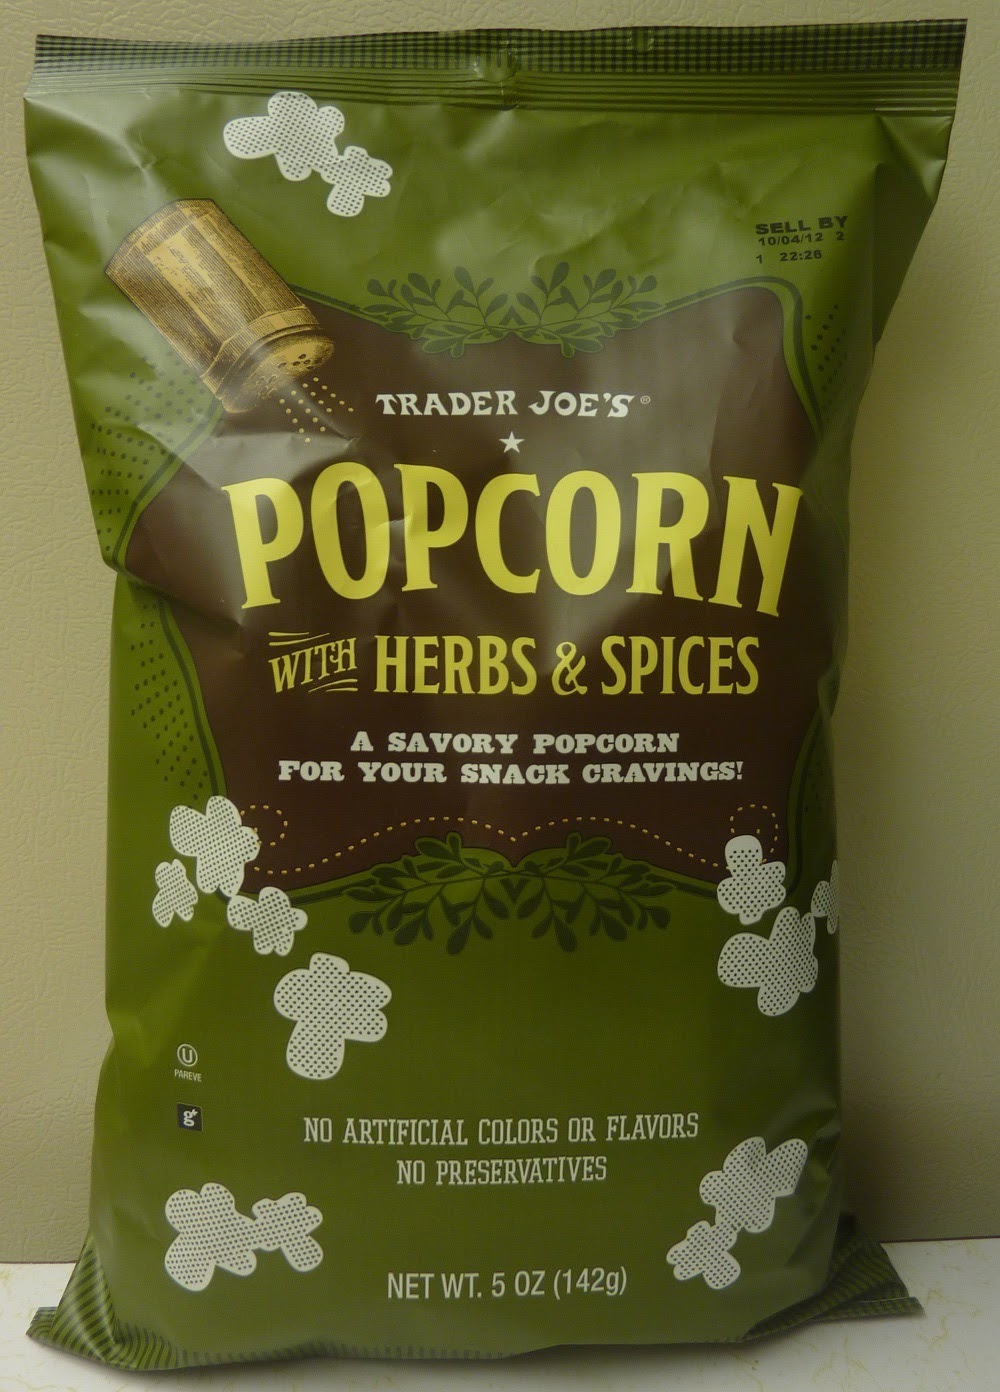 SELL BY
10/04/12 2
1 22:26
TRADER JOE'S®
POPCORN
WITH HERBS & SPICES
A SAVORY POPCORN
FOR YOUR SNACK CRAVINGS!
U
PAREVE
g
NO ARTIFICIAL COLORS OR FLAVORS
NO PRESERVATIVES
NET WT. 5 OZ (142g)